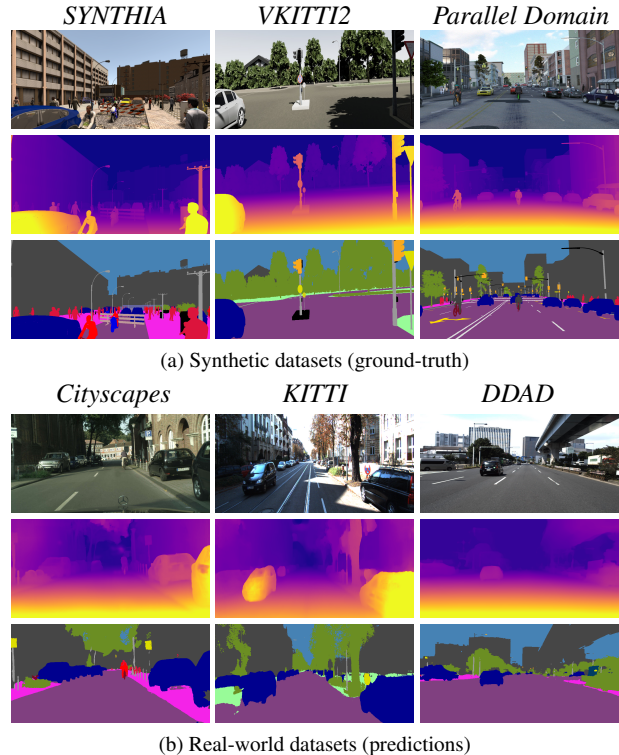 SYNTHIA VKITTI2 Parallel Domain
(a) Synthetic datasets (ground-truth)
Cityscapes KITTI DDAD
(b) Real-world datasets (predictions)